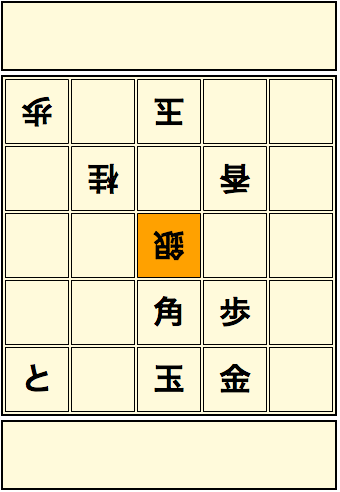 歩 王
桂 香
銀
角 歩
と 玉 金